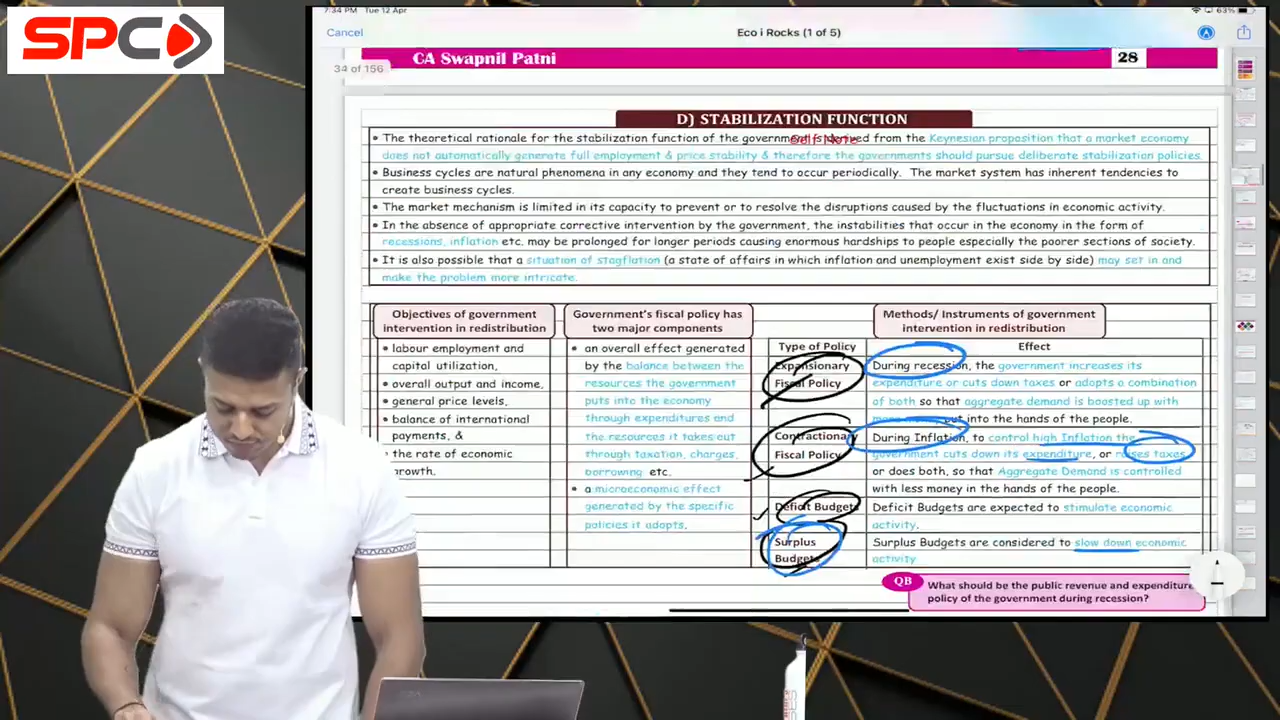 SPC
7:34 PM Tue 12 Apr
63%
Cancel
Eco i Rocks (1 of 5)
CA Swapnil Patni
28
34 of 156
D) STABILIZATION FUNCTION
• The theoretical rationale for the stabilization function of the government is derived from the Keynesian proposition that a market economy
Self Note
does not automatically generate full employment & price stability & therefore the governments should pursue deliberate stabilization policies.
• Business cycles are natural phenomena in any economy and they tend to occur periodically. The market system has inherent tendencies to
create business cycles.
• The market mechanism is limited in its capacity to prevent or to resolve the disruptions caused by the fluctuations in economic activity.
• In the absence of appropriate corrective intervention by the government, the instabilities that occur in the economy in the form of
recessions, inflation etc. may be prolonged for longer periods causing enormous hardships to people especially the poorer sections of society.
• It is also possible that a situation of stagflation (a state of affairs in which inflation and unemployment exist side by side) may set in and
make the problem more intricate.
Objectives of government
intervention in redistribution
• labour employment and
capital utilization,
• overall output and income,
• general price levels,
• balance of international
payments, &
the rate of economic
growth.
Government's fiscal policy has
two major components
• an overall effect generated
by the balance between the
resources the government
puts into the economy
through expenditures and
the resources it takes out
through taxation, charges,
borrowing etc.
• a microeconomic effect
generated by the specific
policies it adopts.
Methods/ Instruments of government
intervention in redistribution
Type of Policy
Effect
Expansionary
Fiscal Policy
During recession, the government increases its
expenditure or cuts down taxes or adopts a combination
of both so that aggregate demand is boosted up with
more money put into the hands of the people.
Contractionary
Fiscal Policy
During Inflation, to control high Inflation the
government cuts down its expenditure, or raises taxes
or does both, so that Aggregate Demand is controlled
with less money in the hands of the people.
Deficit Budget
Deficit Budgets are expected to stimulate economic
activity.
Surplus
Budget
Surplus Budgets are considered to slow down economic
activity
QB
What should be the public revenue and expenditure
policy of the government during recession?